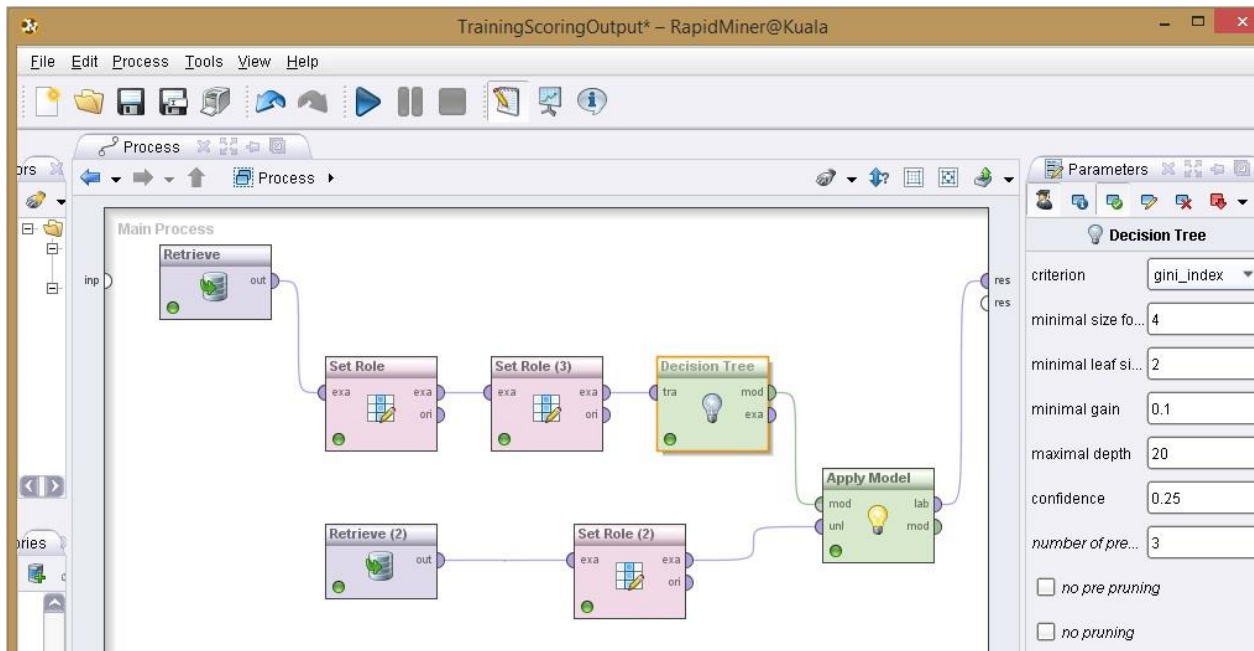 TrainingScoringOutput* – RapidMiner@Kuala
File Edit Process Tools View Help
Process
ors
Process
Parameters
Main Process
Decision Tree
Retrieve
inp
out
res
res
criterion
gini_index
minimal size fo...
4
minimal leaf si...
2
minimal gain
0.1
maximal depth
20
confidence
0.25
number of pre...
3
no pre pruning
no pruning
Set Role
exa
exa
ori
Set Role (3)
exa
exa
ori
Decision Tree
tra
mod
exa
Apply Model
mod
lab
unl
mod
Retrieve (2)
out
Set Role (2)
exa
exa
ori
ories